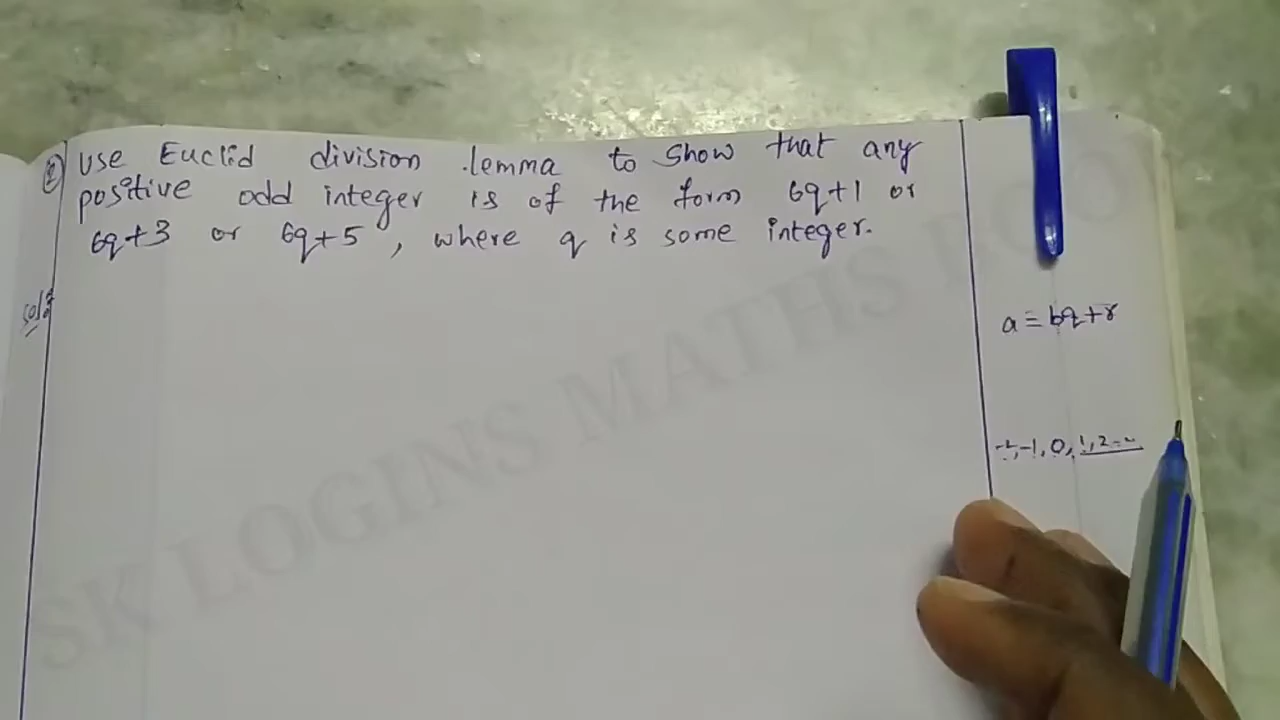 ② Use Euclid division lemma to show that any
positive odd integer is of the form 6q+1 or
6q+3 or 6q+5, where q is some integer.
Sol:
a = bq+r
-2,-1,0,1,2--
SK LOGINS MATHS ROO